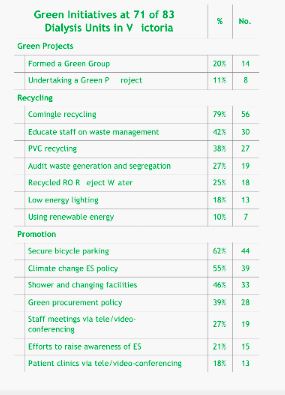 Green Initiatives at 71 of 83 % No.
Dialysis Units in V ictoria
Green Projects
Formed a Green Group 20% 14
Undertaking a Green P roject 11% 8
Recycling
Comingle recycling 79% 56
Educate staff on waste management 42% 30
PVC recycling 38% 27
Audit waste generation and segregation 27% 19
Recycled RO R eject W ater 25% 18
Low energy lighting 18% 13
Using renewable energy 10% 7
Promotion
Secure bicycle parking 62% 44
Climate change ES policy 55% 39
Shower and changing facilities 46% 33
Green procurement policy 39% 28
Staff meetings via tele/video-
conferencing 27% 19
Efforts to raise awareness of ES 21% 15
Patient clinics via tele/video-conferencing 18% 13